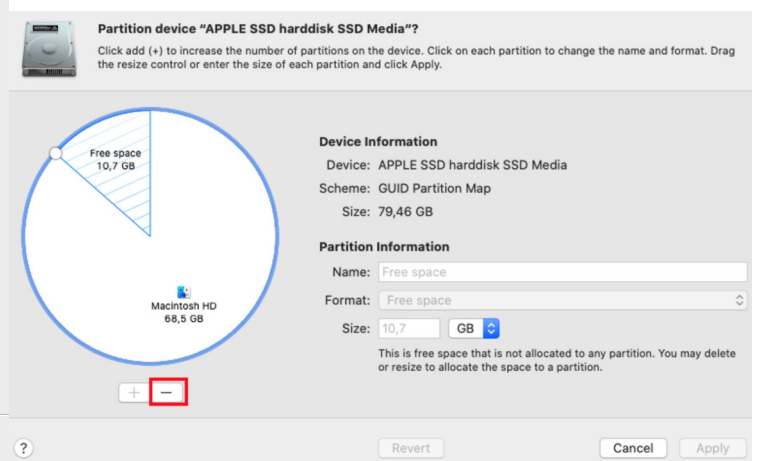 Partition device “APPLE SSD harddisk SSD Media”?
Click add (+) to increase the number of partitions on the device. Click on each partition to change the name and format. Drag
the resize control or enter the size of each partition and click Apply.
Free space
10,7 GB
Macintosh HD
68,5 GB
+
−
Device Information
Device: APPLE SSD harddisk SSD Media
Scheme: GUID Partition Map
Size: 79,46 GB
Partition Information
Name: Free space
Format: Free space
Size: 10,7 GB
This is free space that is not allocated to any partition. You may delete
or resize to allocate the space to a partition.
? Revert Cancel Apply